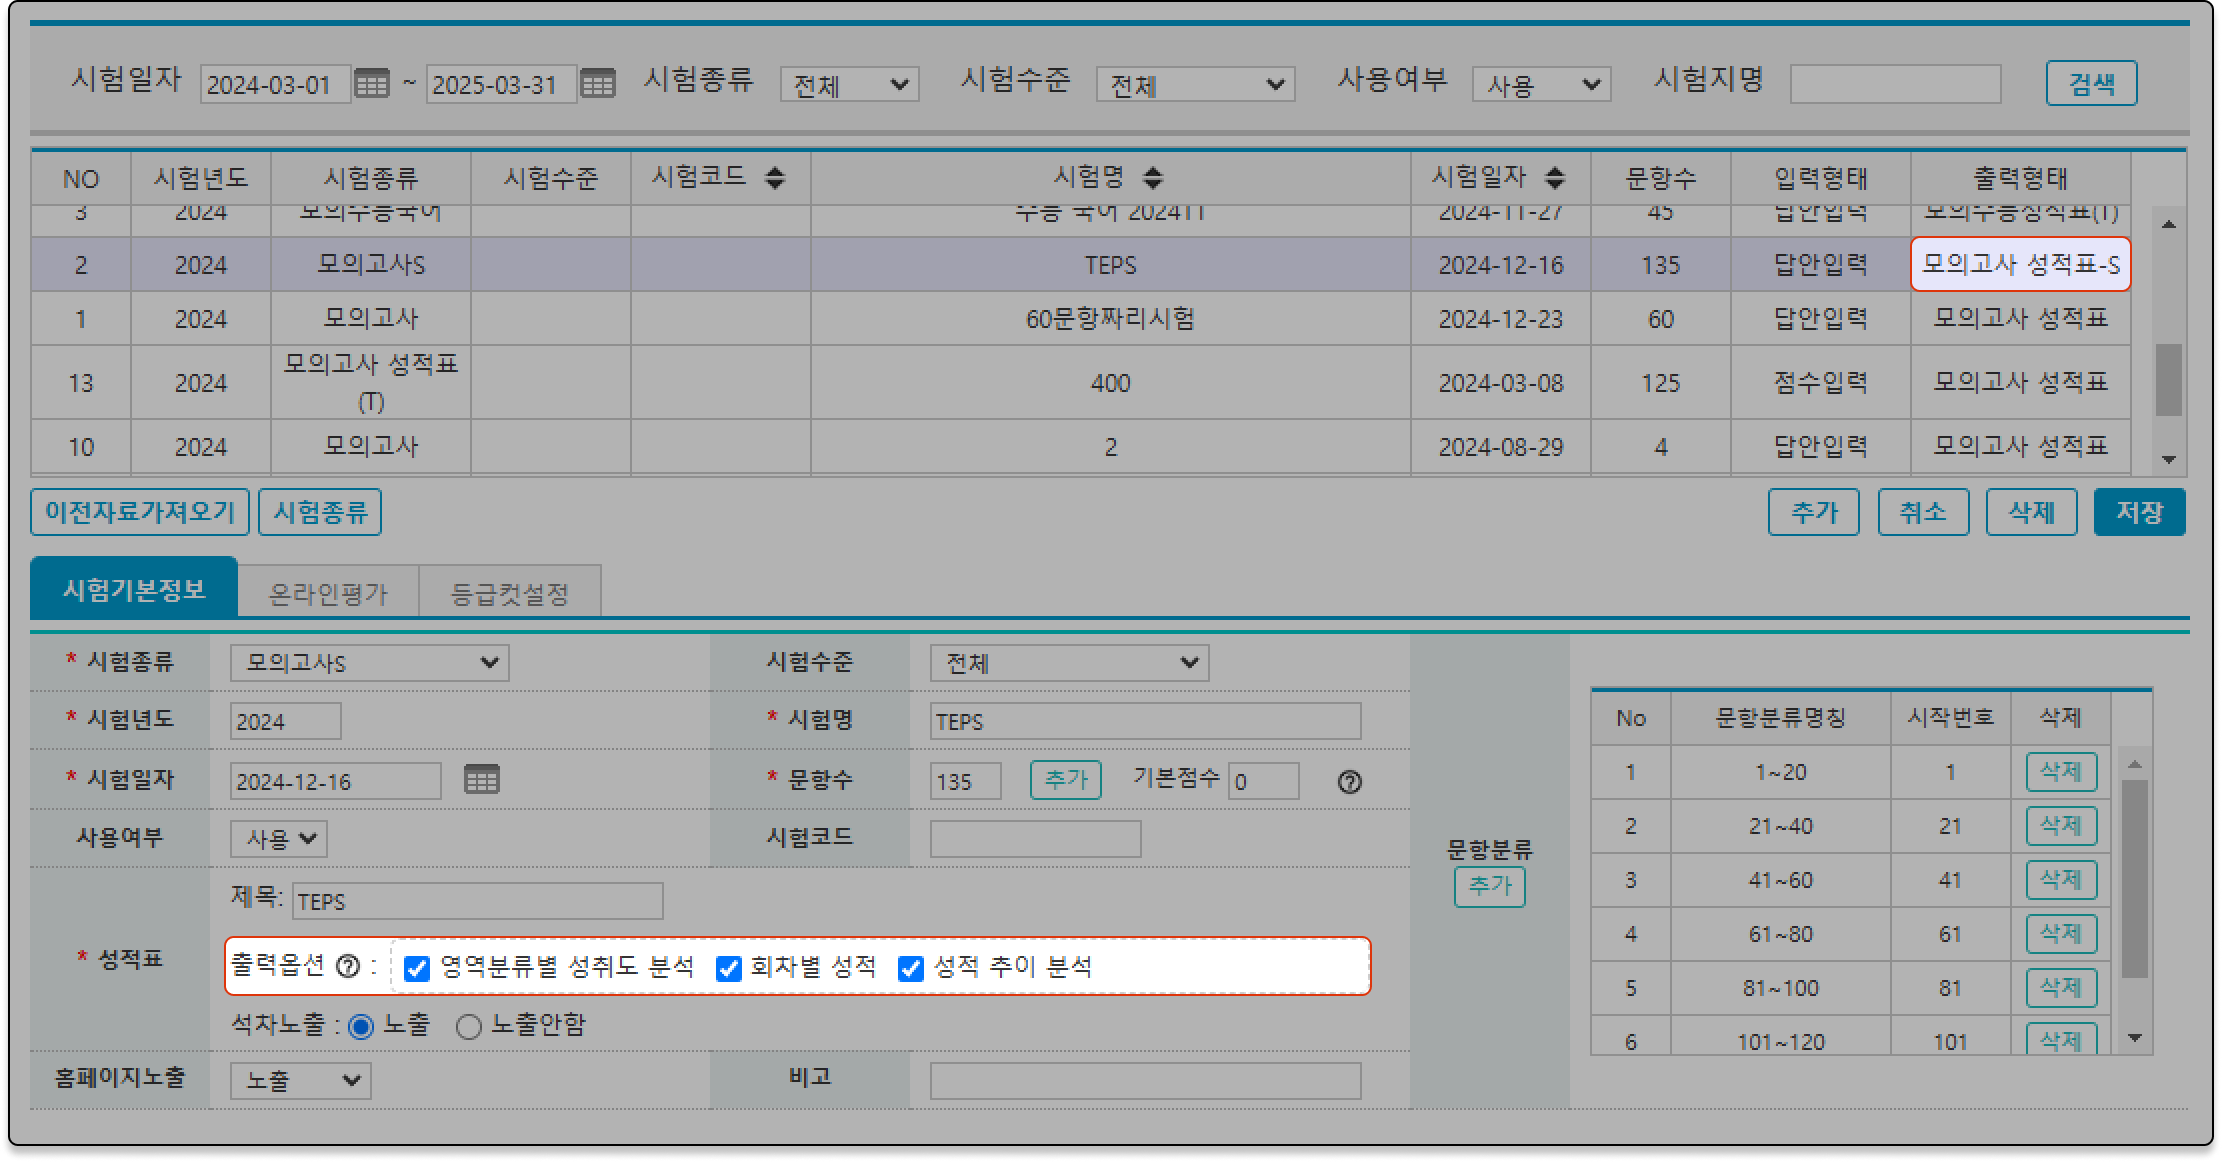 시험일자 2024-03-01 ~ 2025-03-31 시험종류 전체 시험수준 전체 사용여부 사용 시험지명 검색
NO 시험년도 시험종류 시험수준 시험코드 시험명 시험일자 문항수 입력형태 출력형태
3 2024 모의수능국어 수능 국어 202411 2024-11-27 45 답안입력 모의수능성적표(T)
2 2024 모의고사S TEPS 2024-12-16 135 답안입력 모의고사 성적표-S
1 2024 모의고사 60문항짜리시험 2024-12-23 60 답안입력 모의고사 성적표
13 2024 모의고사 성적표 (T) 400 2024-03-08 125 점수입력 모의고사 성적표
10 2024 모의고사 2 2024-08-29 4 답안입력 모의고사 성적표
이전자료가져오기 시험종류 추가 취소 삭제 저장
시험기본정보 온라인평가 등급컷설정
* 시험종류 모의고사S 시험수준 전체
* 시험년도 2024 * 시험명 TEPS
* 시험일자 2024-12-16 * 문항수 135 추가 기본점수 0 ?
사용여부 사용 시험코드
* 성적표
제목: TEPS
출력옵션 ? : 영역분류별 성취도 분석 회차별 성적 성적 추이 분석
석차노출 : 노출 노출안함
홈페이지노출 노출 비고
문항분류
추가
No 문항분류명칭 시작번호 삭제
1 1~20 1 삭제
2 21~40 21 삭제
3 41~60 41 삭제
4 61~80 61 삭제
5 81~100 81 삭제
6 101~120 101 삭제